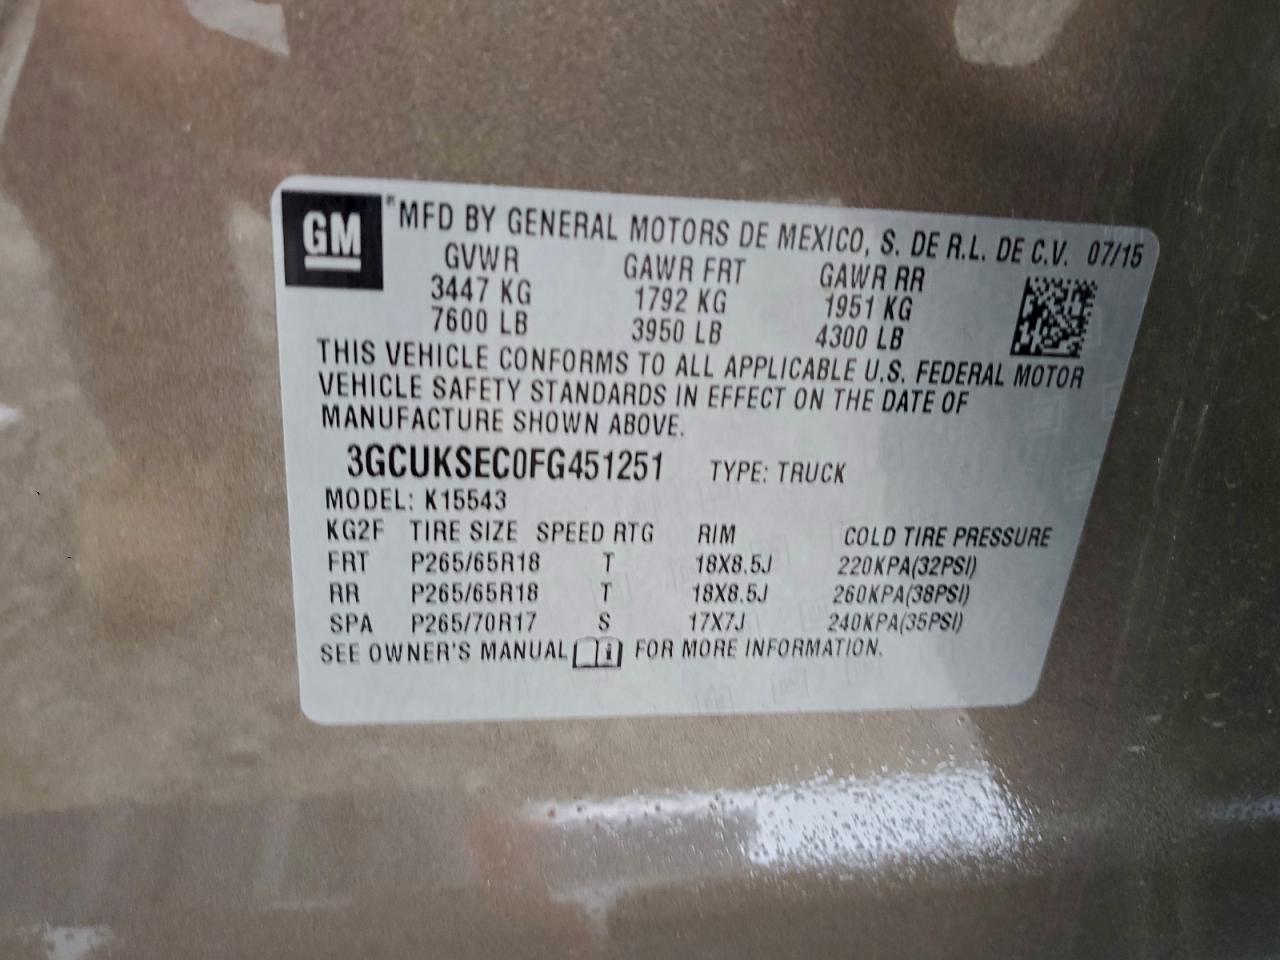 GM
*MFD BY GENERAL MOTORS DE MEXICO, S. DE R.L. DE C.V. 07/15
GVWR GAWR FRT GAWR RR
3447 KG 1792 KG 1951 KG
7600 LB 3950 LB 4300 LB
THIS VEHICLE CONFORMS TO ALL APPLICABLE U.S. FEDERAL MOTOR
VEHICLE SAFETY STANDARDS IN EFFECT ON THE DATE OF
MANUFACTURE SHOWN ABOVE.
3GCUKSEC0FG451251 TYPE: TRUCK
MODEL: K15543
KG2F TIRE SIZE SPEED RTG RIM COLD TIRE PRESSURE
FRT P265/65R18 T 18X8.5J 220KPA(32PSI)
RR P265/65R18 T 18X8.5J 260KPA(38PSI)
SPA P265/70R17 S 17X7J 240KPA(35PSI)
SEE OWNER'S MANUAL i FOR MORE INFORMATION.